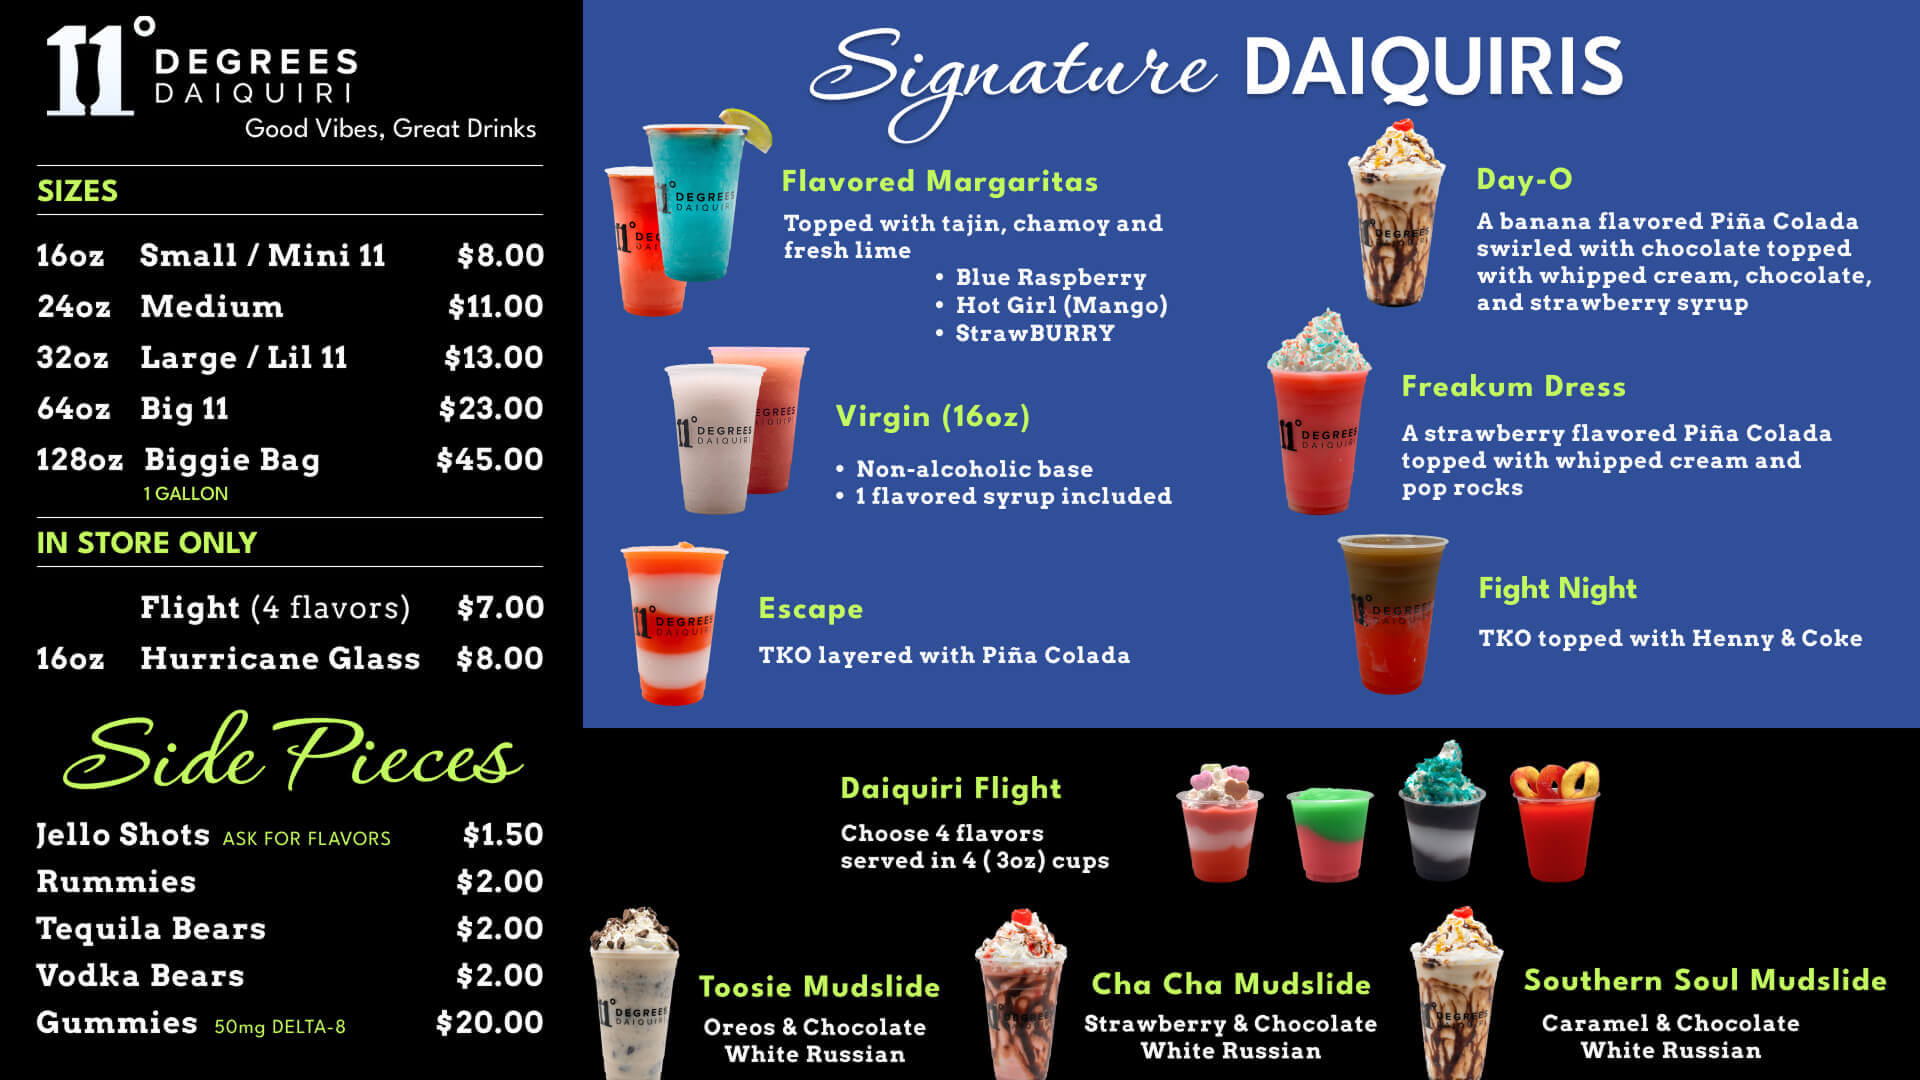 11° DEGREES
DAIQUIRI
Good Vibes, Great Drinks
SIZES
16oz Small / Mini 11 $8.00
24oz Medium $11.00
32oz Large / Lil 11 $13.00
64oz Big 11 $23.00
128oz Biggie Bag $45.00
1 GALLON
IN STORE ONLY
Flight (4 flavors) $7.00
16oz Hurricane Glass $8.00
Side Pieces
Jello Shots ASK FOR FLAVORS $1.50
Rummies $2.00
Tequila Bears $2.00
Vodka Bears $2.00
Gummies 50mg DELTA-8 $20.00
Signature DAIQUIRIS
Flavored Margaritas
Topped with tajin, chamoy and
fresh lime
• Blue Raspberry
• Hot Girl (Mango)
• StrawBURRY
Virgin (16oz)
• Non-alcoholic base
• 1 flavored syrup included
Escape
TKO layered with Piña Colada
Day-O
A banana flavored Piña Colada
swirled with chocolate topped
with whipped cream, chocolate,
and strawberry syrup
Freakum Dress
A strawberry flavored Piña Colada
topped with whipped cream and
pop rocks
Fight Night
TKO topped with Henny & Coke
Daiquiri Flight
Choose 4 flavors
served in 4 ( 3oz) cups
Toosie Mudslide
Oreos & Chocolate
White Russian
Cha Cha Mudslide
Strawberry & Chocolate
White Russian
Southern Soul Mudslide
Caramel & Chocolate
White Russian